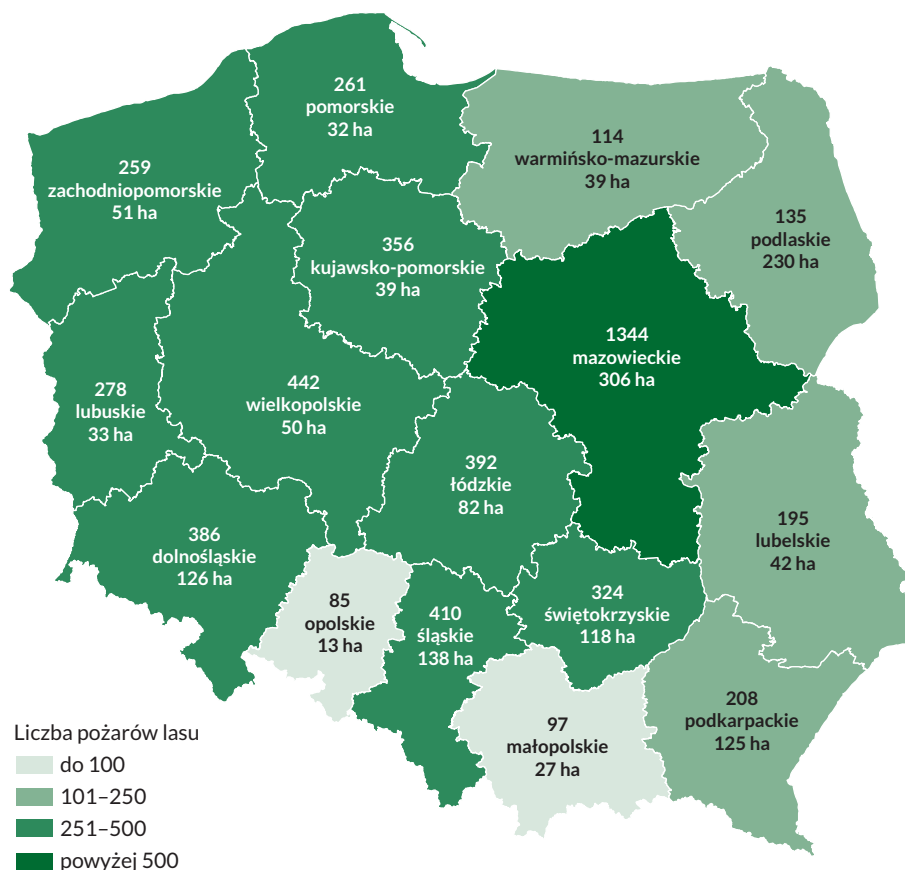 261
pomorskie
32 ha
114
warmińsko-mazurskie
39 ha
259
zachodniopomorskie
51 ha
135
podlaskie
230 ha
356
kujawsko-pomorskie
39 ha
1344
mazowieckie
306 ha
278
lubuskie
33 ha
442
wielkopolskie
50 ha
392
łódzkie
82 ha
195
lubelskie
42 ha
386
dolnośląskie
126 ha
85
opolskie
13 ha
410
śląskie
138 ha
324
świętokrzyskie
118 ha
208
podkarpackie
125 ha
97
małopolskie
27 ha
Liczba pożarów lasu
do 100
101–250
251–500
powyżej 500